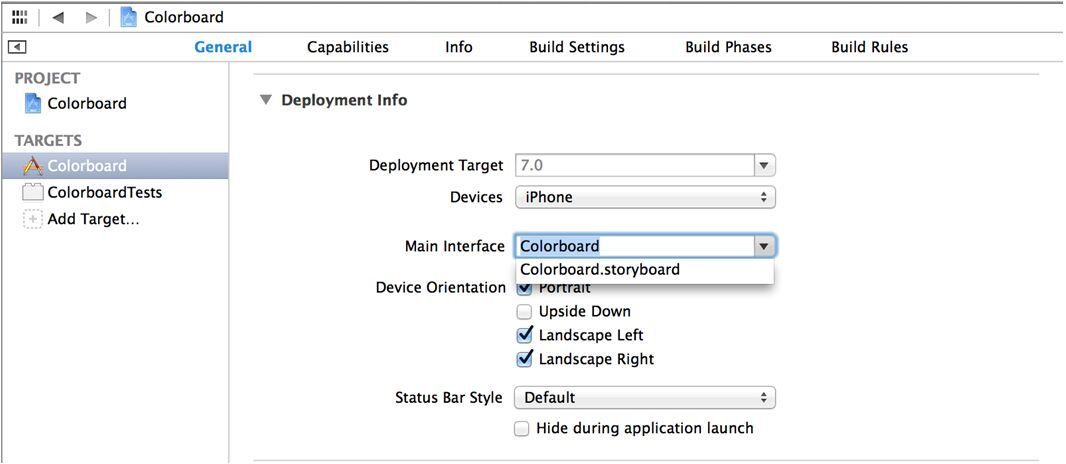 Colorboard
General Capabilities Info Build Settings Build Phases Build Rules
PROJECT
Colorboard
TARGETS
Colorboard
ColorboardTests
Add Target...
Deployment Info
Deployment Target 7.0
Devices iPhone
Main Interface Colorboard
Colorboard.storyboard
Device Orientation Portrait
Upside Down
Landscape Left
Landscape Right
Status Bar Style Default
Hide during application launch